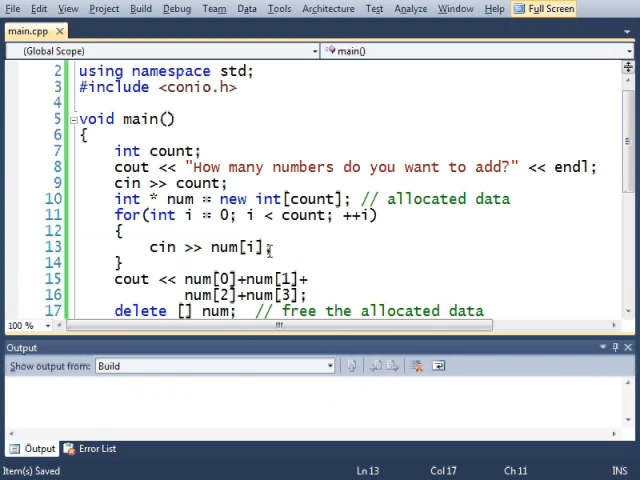 File Edit View Project Build Debug Team Data Tools Architecture Test Analyze Window Help Full Screen
main.cpp
(Global Scope) main()
2 using namespace std;
3 #include <conio.h>
4
5 void main()
6 {
7 int count;
8 cout << "How many numbers do you want to add?" << endl;
9 cin >> count;
10 int * num = new int[count]; // allocated data
11 for(int i = 0; i < count; ++i)
12 {
13 cin >> num[i];
14 }
15 cout << num[0]+num[1]+
16 num[2]+num[3];
17 delete [] num; // free the allocated data
100 %
Output
Show output from: Build
Output Error List
Item(s) Saved Ln 13 Col 17 Ch 11 INS